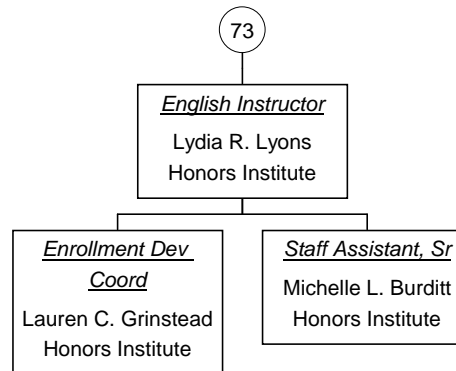 73
English Instructor
Lydia R. Lyons
Honors Institute
Enrollment Dev
Coord
Lauren C. Grinstead
Honors Institute
Staff Assistant, Sr
Michelle L. Burditt
Honors Institute